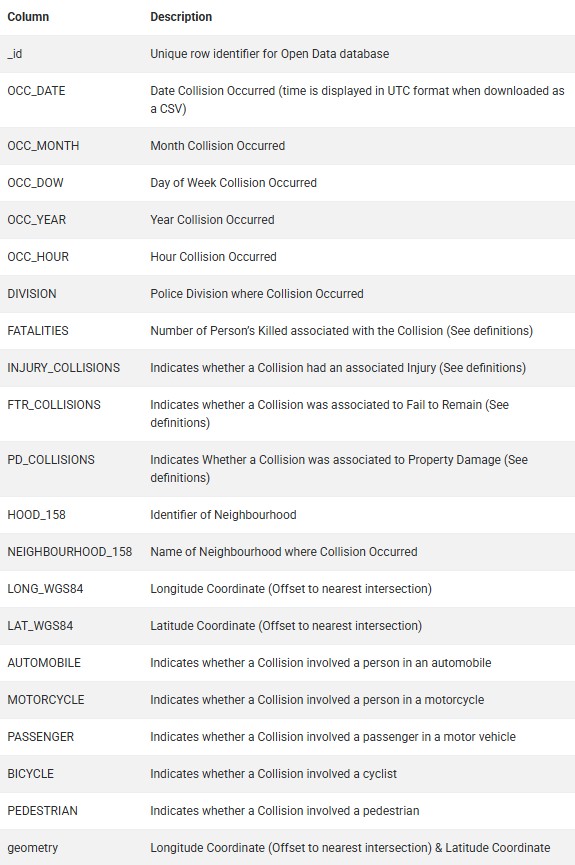 Column Description
_id Unique row identifier for Open Data database
OCC_DATE Date Collision Occurred (time is displayed in UTC format when downloaded as
a CSV)
OCC_MONTH Month Collision Occurred
OCC_DOW Day of Week Collision Occurred
OCC_YEAR Year Collision Occurred
OCC_HOUR Hour Collision Occurred
DIVISION Police Division where Collision Occurred
FATALITIES Number of Person’s Killed associated with the Collision (See definitions)
INJURY_COLLISIONS Indicates whether a Collision had an associated Injury (See definitions)
FTR_COLLISIONS Indicates whether a Collision was associated to Fail to Remain (See
definitions)
PD_COLLISIONS Indicates Whether a Collision was associated to Property Damage (See
definitions)
HOOD_158 Identifier of Neighbourhood
NEIGHBOURHOOD_158 Name of Neighbourhood where Collision Occurred
LONG_WGS84 Longitude Coordinate (Offset to nearest intersection)
LAT_WGS84 Latitude Coordinate (Offset to nearest intersection)
AUTOMOBILE Indicates whether a Collision involved a person in an automobile
MOTORCYCLE Indicates whether a Collision involved a person in a motorcycle
PASSENGER Indicates whether a Collision involved a passenger in a motor vehicle
BICYCLE Indicates whether a Collision involved a cyclist
PEDESTRIAN Indicates whether a Collision involved a pedestrian
geometry Longitude Coordinate (Offset to nearest intersection) & Latitude Coordinate